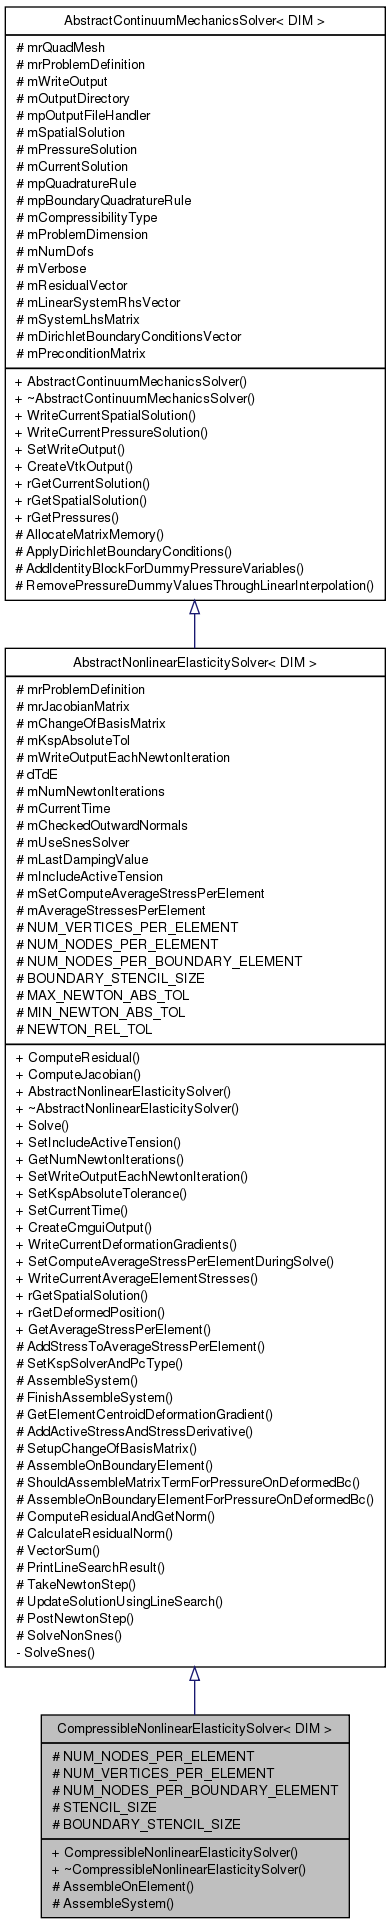 AbstractContinuumMechanicsSolver< DIM >
# mrQuadMesh
# mrProblemDefinition
# mWriteOutput
# mOutputDirectory
# mpOutputFileHandler
# mSpatialSolution
# mPressureSolution
# mCurrentSolution
# mpQuadratureRule
# mpBoundaryQuadratureRule
# mCompressibilityType
# mProblemDimension
# mNumDofs
# mVerbose
# mResidualVector
# mLinearSystemRhsVector
# mSystemLhsMatrix
# mDirichletBoundaryConditionsVector
# mPreconditionMatrix
+ AbstractContinuumMechanicsSolver()
+ ~AbstractContinuumMechanicsSolver()
+ WriteCurrentSpatialSolution()
+ WriteCurrentPressureSolution()
+ SetWriteOutput()
+ CreateVtkOutput()
+ rGetCurrentSolution()
+ rGetSpatialSolution()
+ rGetPressures()
# AllocateMatrixMemory()
# ApplyDirichletBoundaryConditions()
# AddIdentityBlockForDummyPressureVariables()
# RemovePressureDummyValuesThroughLinearInterpolation()
AbstractNonlinearElasticitySolver< DIM >
# mrProblemDefinition
# mrJacobianMatrix
# mChangeOfBasisMatrix
# mKspAbsoluteTol
# mWriteOutputEachNewtonIteration
# dTdE
# mNumNewtonIterations
# mCurrentTime
# mCheckedOutwardNormals
# mUseSnesSolver
# mLastDampingValue
# mIncludeActiveTension
# mSetComputeAverageStressPerElement
# mAverageStressesPerElement
# NUM_VERTICES_PER_ELEMENT
# NUM_NODES_PER_ELEMENT
# NUM_NODES_PER_BOUNDARY_ELEMENT
# BOUNDARY_STENCIL_SIZE
# MAX_NEWTON_ABS_TOL
# MIN_NEWTON_ABS_TOL
# NEWTON_REL_TOL
+ ComputeResidual()
+ ComputeJacobian()
+ AbstractNonlinearElasticitySolver()
+ ~AbstractNonlinearElasticitySolver()
+ Solve()
+ SetIncludeActiveTension()
+ GetNumNewtonIterations()
+ SetWriteOutputEachNewtonIteration()
+ SetKspAbsoluteTolerance()
+ SetCurrentTime()
+ CreateCmguiOutput()
+ WriteCurrentDeformationGradients()
+ SetComputeAverageStressPerElementDuringSolve()
+ WriteCurrentAverageElementStresses()
+ rGetSpatialSolution()
+ rGetDeformedPosition()
+ GetAverageStressPerElement()
# AddStressToAverageStressPerElement()
# SetKspSolverAndPcType()
# AssembleSystem()
# FinishAssembleSystem()
# GetElementCentroidDeformationGradient()
# AddActiveStressAndStressDerivative()
# SetupChangeOfBasisMatrix()
# AssembleOnBoundaryElement()
# ShouldAssembleMatrixTermForPressureOnDeformedBc()
# AssembleOnBoundaryElementForPressureOnDeformedBc()
# ComputeResidualAndGetNorm()
# CalculateResidualNorm()
# VectorSum()
# PrintLineSearchResult()
# TakeNewtonStep()
# UpdateSolutionUsingLineSearch()
# PostNewtonStep()
# SolveNonSnes()
- SolveSnes()
CompressibleNonlinearElasticitySolver< DIM >
# NUM_NODES_PER_ELEMENT
# NUM_VERTICES_PER_ELEMENT
# NUM_NODES_PER_BOUNDARY_ELEMENT
# STENCIL_SIZE
# BOUNDARY_STENCIL_SIZE
+ CompressibleNonlinearElasticitySolver()
+ ~CompressibleNonlinearElasticitySolver()
# AssembleOnElement()
# AssembleSystem()